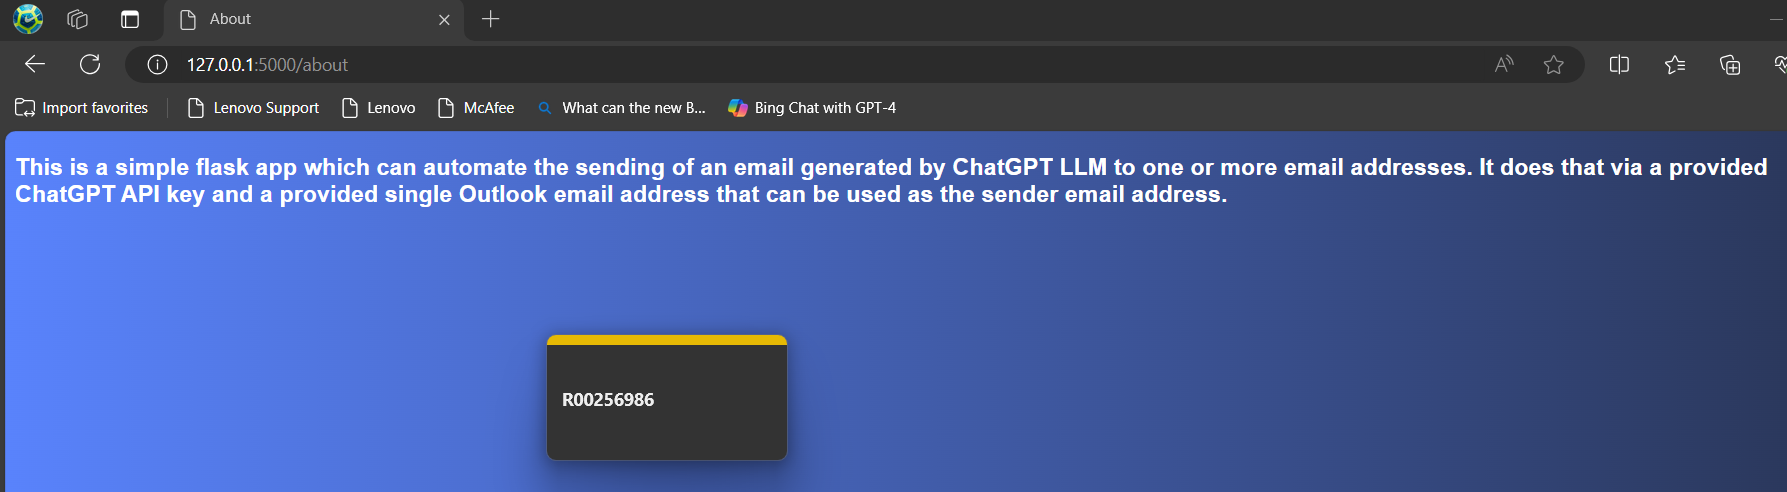 About
127.0.0.1:5000/about
Import favorites Lenovo Support Lenovo McAfee What can the new B... Bing Chat with GPT-4
This is a simple flask app which can automate the sending of an email generated by ChatGPT LLM to one or more email addresses. It does that via a provided
ChatGPT API key and a provided single Outlook email address that can be used as the sender email address.
R00256986